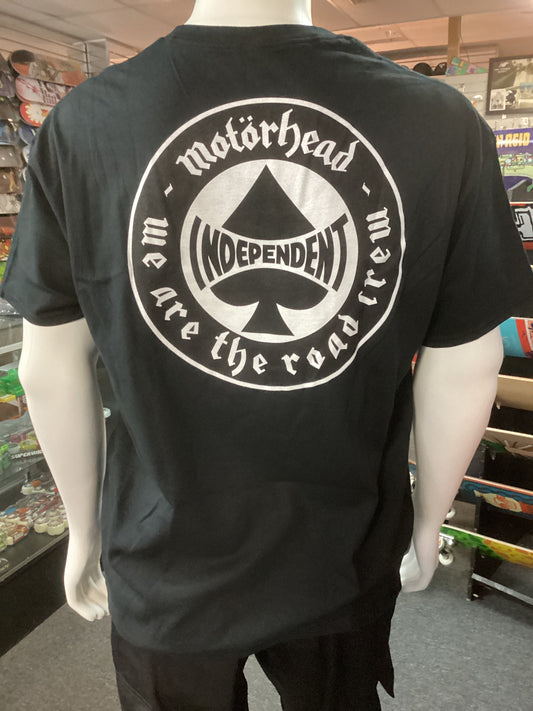 - motörhead -
INDEPENDENT
we are the road crew